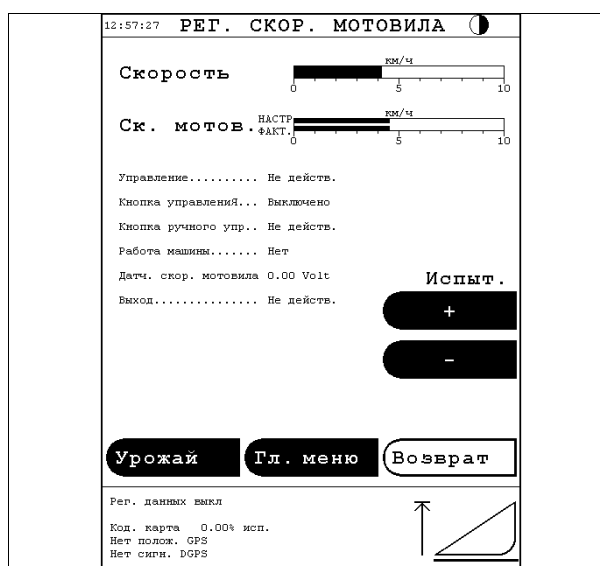 12:57:27 РЕГ. СКОР. МОТОВИЛА
км/ч
Скорость
0 5 10
км/ч
Ск. мотов. НАСТР
ФАКТ.
0 5 10
Управление.......... Не действ.
Кнопка управлениЯ... Выключено
Кнопка ручного упр.. Не действ.
Работа машины....... Нет
Датч. скор. мотовила 0.00 Volt
Испыт.
Выход............... Не действ.
+
-
Урожай Гл. меню Возврат
Рег. данных выкл
Код. карта 0.00% исп.
Нет полож. GPS
Нет сигн. DGPS